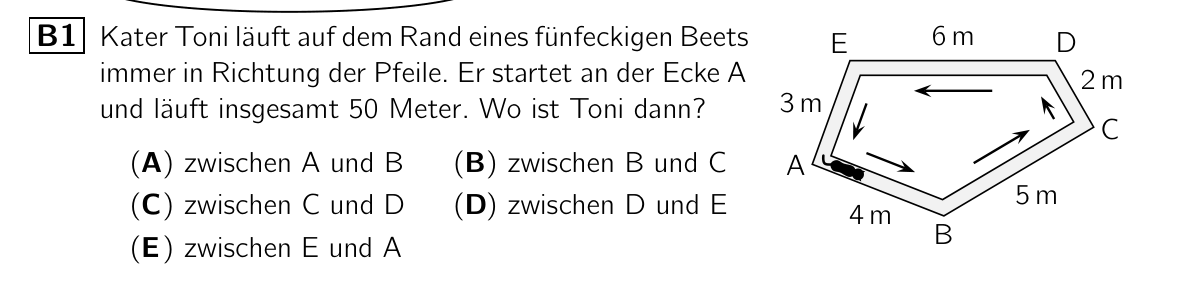 B1 Kater Toni läuft auf dem Rand eines fünfeckigen Beets
immer in Richtung der Pfeile. Er startet an der Ecke A
und läuft insgesamt 50 Meter. Wo ist Toni dann?
(A) zwischen A und B (B) zwischen B und C
(C) zwischen C und D (D) zwischen D und E
(E) zwischen E und A
E 6 m D
2 m
3 m
C
A
5 m
4 m
B